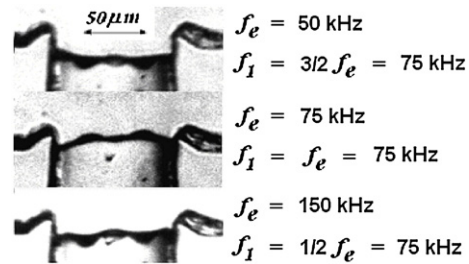 50µm
fe = 50 kHz
f1 = 3/2 fe = 75 kHz
fe = 75 kHz
f1 = fe = 75 kHz
fe = 150 kHz
f1 = 1/2 fe = 75 kHz